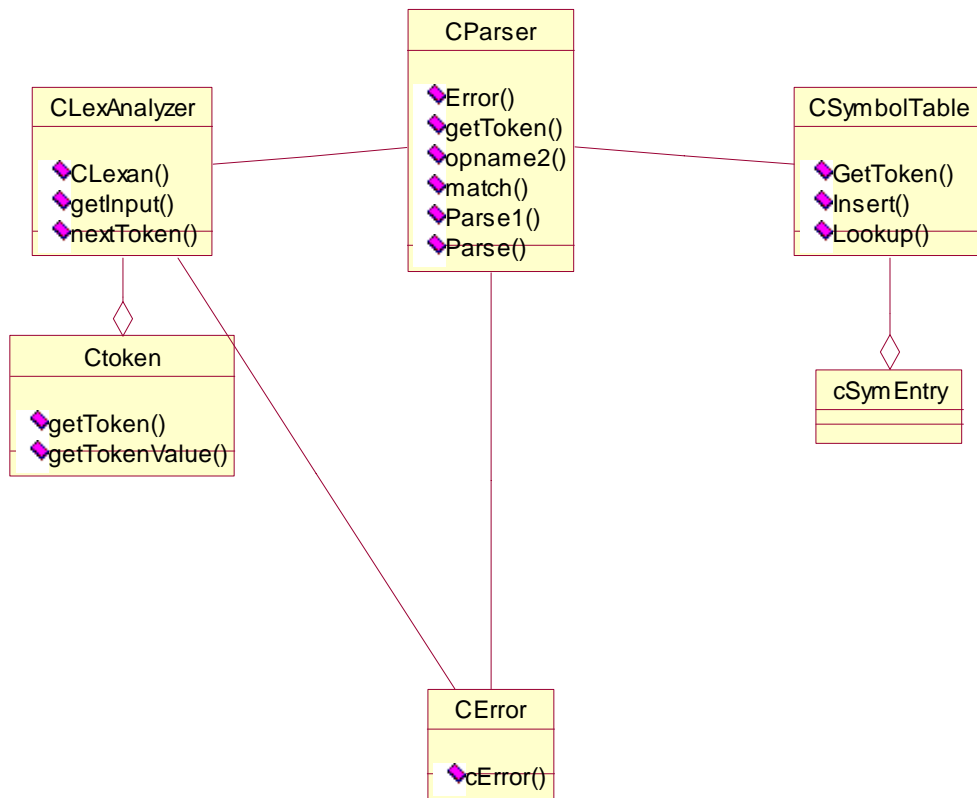 CParser
Error()
getToken()
opname2()
match()
Parse1()
Parse()
CLexAnalyzer
CLexan()
getInput()
nextToken()
CSymbolTable
GetToken()
Insert()
Lookup()
Ctoken
getToken()
getTokenValue()
cSymEntry
CError
cError()